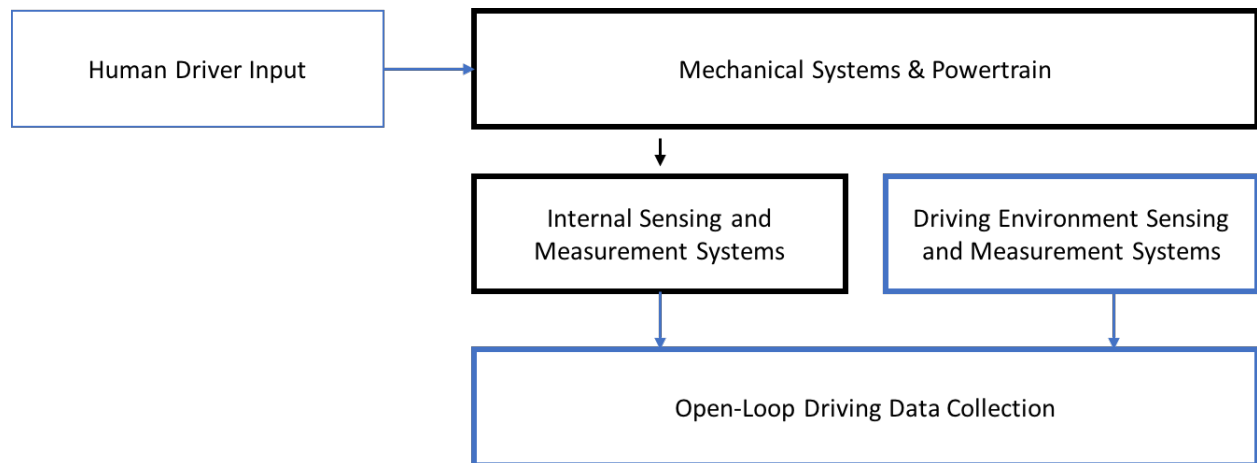 Human Driver Input
Mechanical Systems & Powertrain
Internal Sensing and
Measurement Systems
Driving Environment Sensing
and Measurement Systems
Open-Loop Driving Data Collection